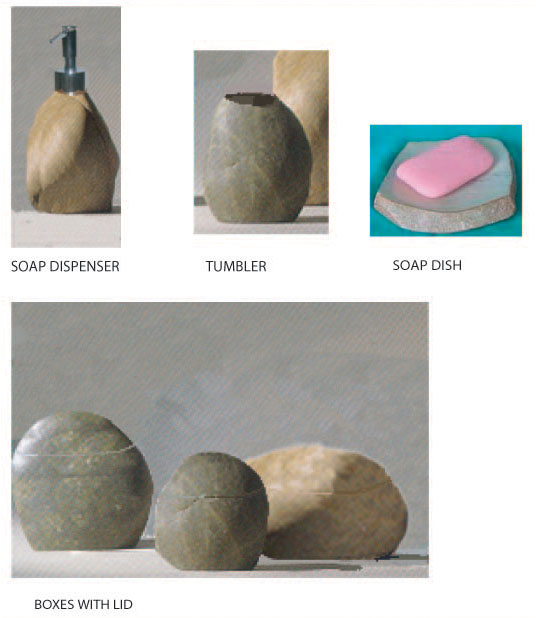 SOAP DISPENSER
TUMBLER
SOAP DISH
BOXES WITH LID